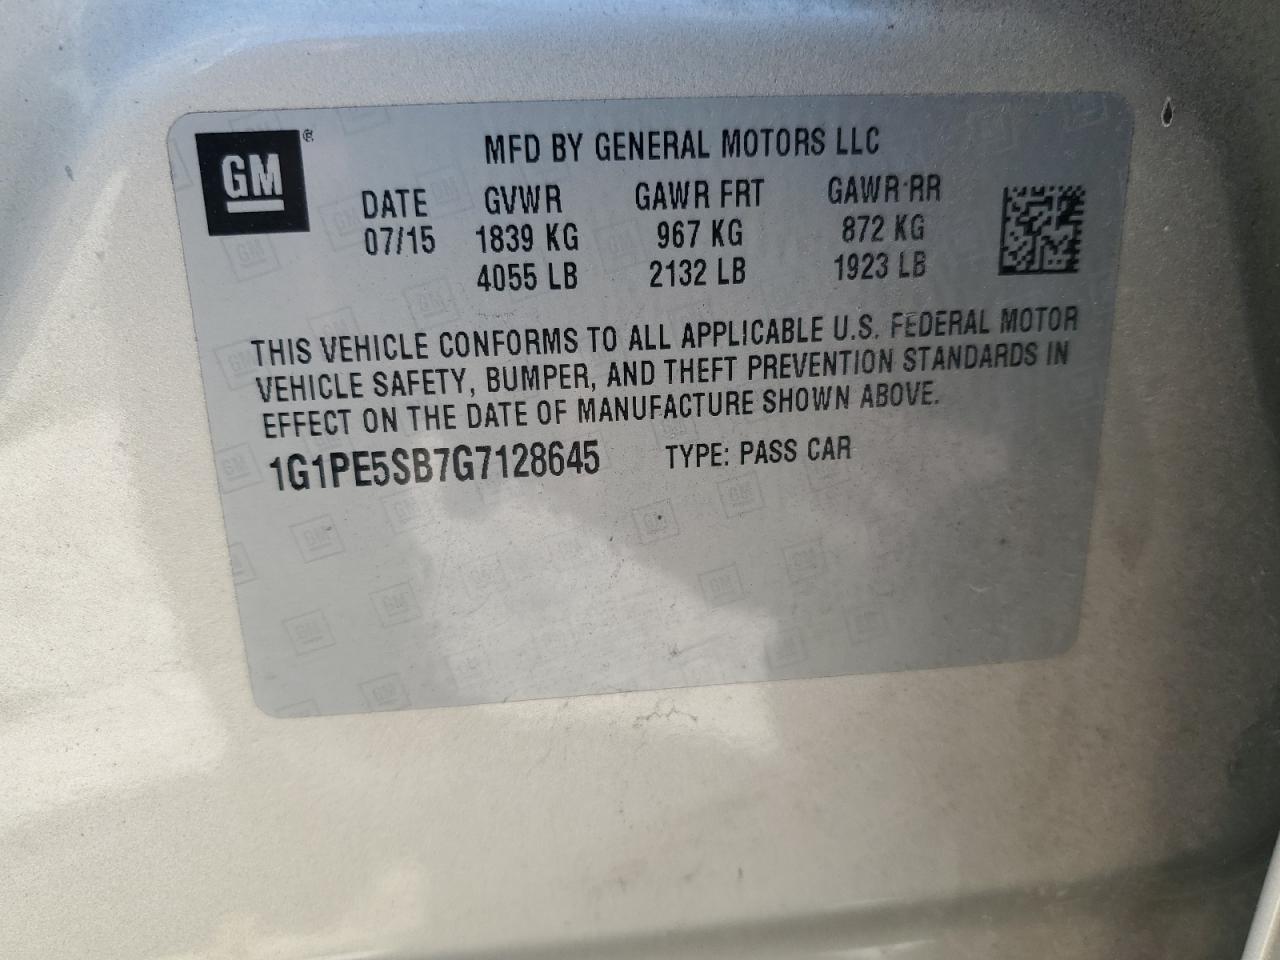 GM®
MFD BY GENERAL MOTORS LLC
DATE GVWR GAWR FRT GAWR RR
07/15 1839 KG 967 KG 872 KG
4055 LB 2132 LB 1923 LB
THIS VEHICLE CONFORMS TO ALL APPLICABLE U.S. FEDERAL MOTOR
VEHICLE SAFETY, BUMPER, AND THEFT PREVENTION STANDARDS IN
EFFECT ON THE DATE OF MANUFACTURE SHOWN ABOVE.
1G1PE5SB7G7128645 TYPE: PASS CAR